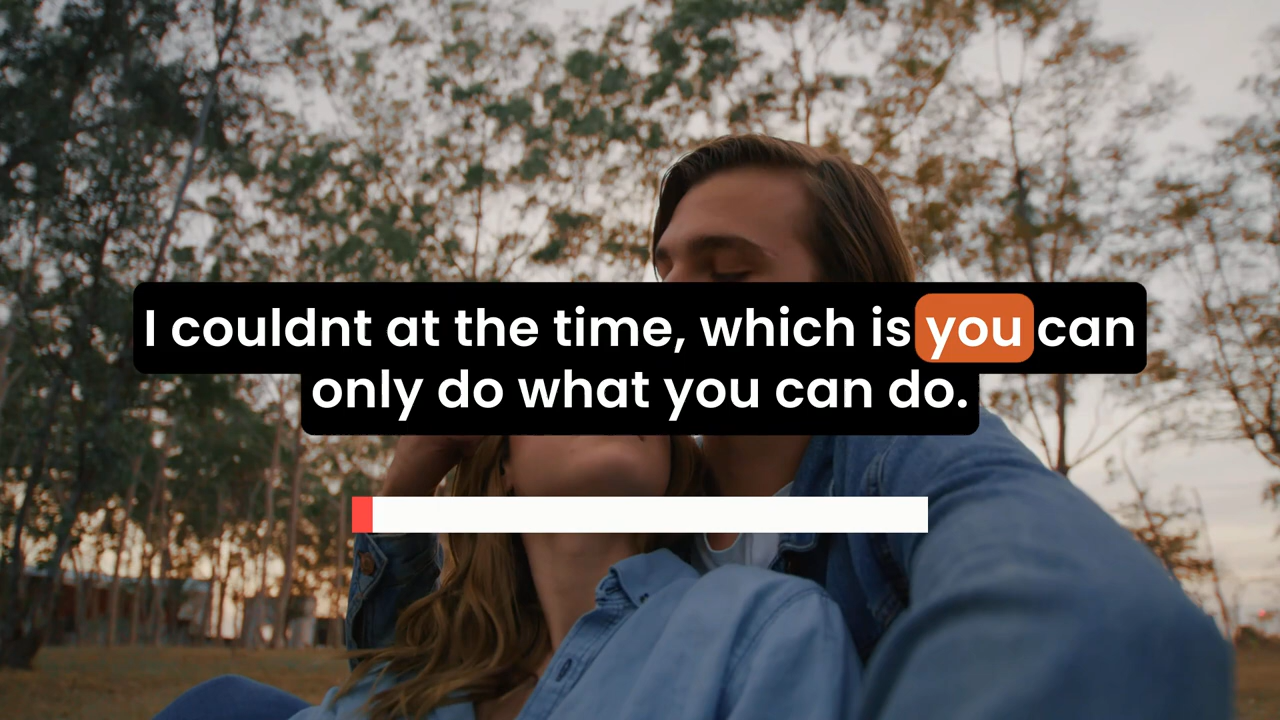 I couldnt at the time, which is you can
only do what you can do.